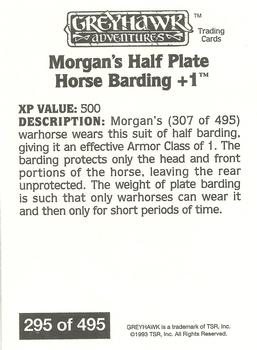 GREYHAWK™
ADVENTURES
Trading
Cards
Morgan's Half Plate
Horse Barding +1™
XP VALUE: 500
DESCRIPTION: Morgan's (307 of 495)
warhorse wears this suit of half barding,
giving it an effective Armor Class of 1. The
barding protects only the head and front
portions of the horse, leaving the rear
unprotected. The weight of plate barding
is such that only warhorses can wear it
and then only for short periods of time.
295 of 495
GREYHAWK is a trademark of TSR, Inc.
©1993 TSR, Inc. All Rights Reserved.